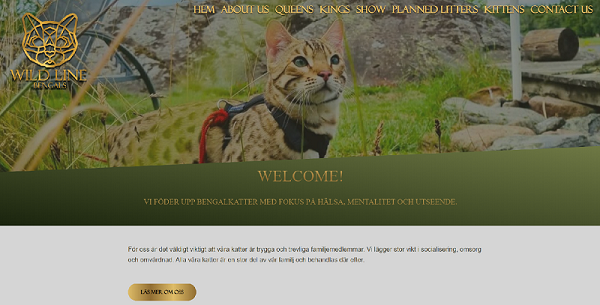 HEM ABOUT US QUEENS KINGS SHOW PLANNED LITTERS KITTENS CONTACT US
WILD LINE
BENGALS
WELCOME!
VI FÖDER UPP BENGALKATTER MED FOKUS PÅ HÄLSA, MENTALITET OCH UTSEENDE.
För oss är det väldigt viktigt att våra katter är trygga och trevliga familjemedlemmar. Vi lägger stor vikt i socialisering, omsorg
och omvårdnad. Alla våra katter är en stor del av vår familj och behandlas där efter.
LÄS MER OM OSS